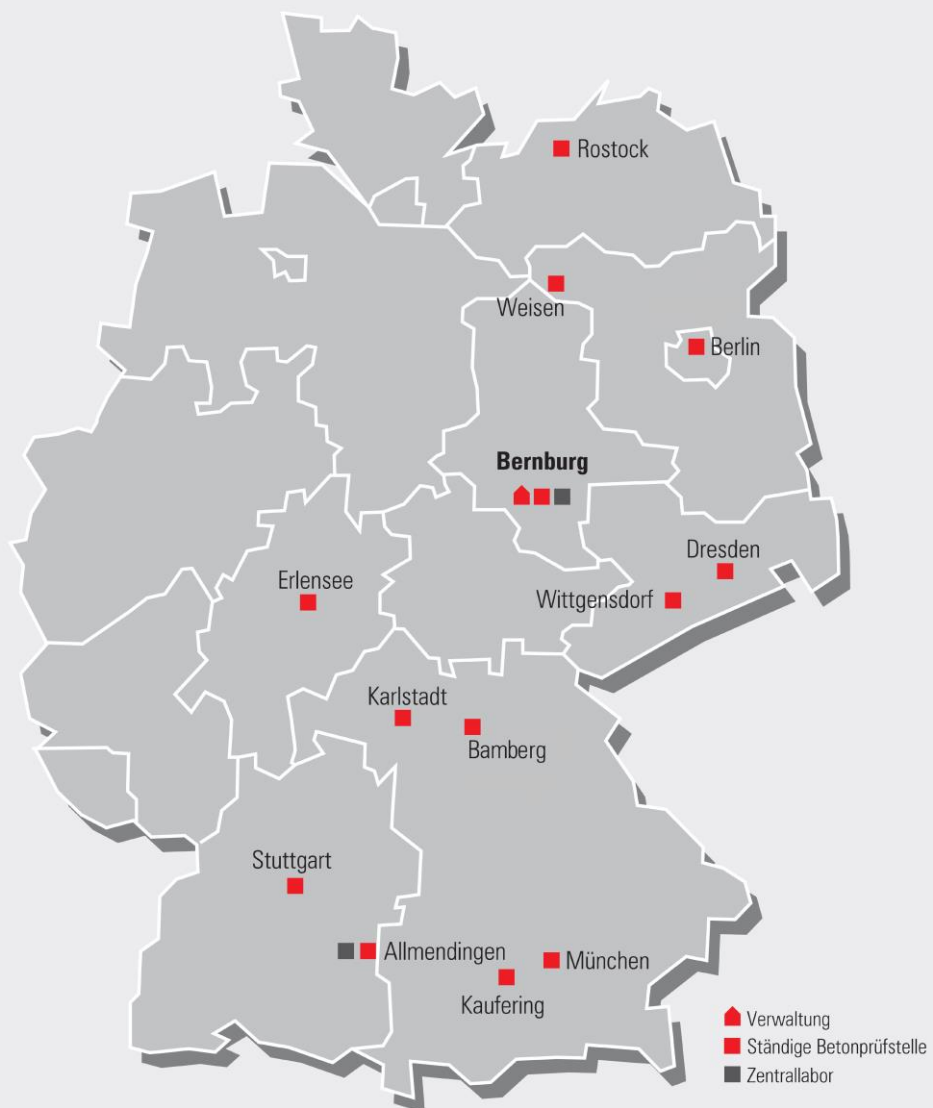 Rostock
Weisen
Berlin
Bernburg
Dresden
Erlensee
Wittgensdorf
Karlstadt
Bamberg
Stuttgart
Allmendingen
München
Kaufering
Verwaltung
Ständige Betonprüfstelle
Zentrallabor